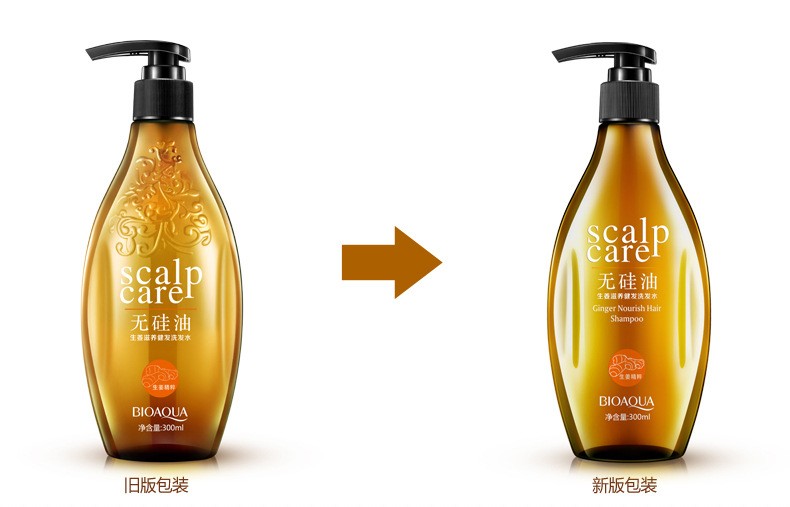 scalp
care
无硅油
生姜滋养健发洗发水
生姜精粹
BIOAQUA
净含量:300ml
旧版包装
scalp
care
无硅油
生姜滋养健发洗发水
Ginger Nourish Hair
Shampoo
生姜精粹
BIOAQUA
净含量:300ml
新版包装